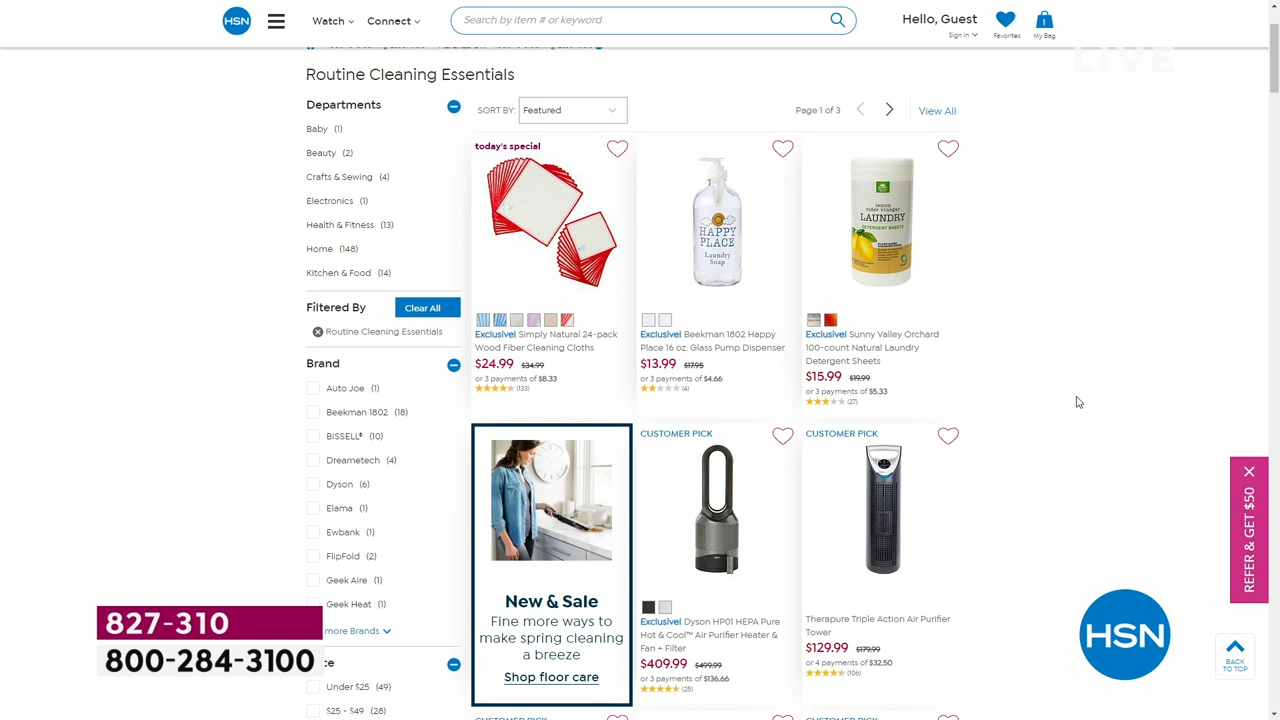 HSN
Watch
Connect
Search by item # or keyword
Hello, Guest
Sign In
Favorites
1
My Bag
LIVE
Routine Cleaning Essentials
Departments
Baby (1)
Beauty (2)
Crafts & Sewing (4)
Electronics (1)
Health & Fitness (13)
Home (148)
Kitchen & Food (14)
Filtered By
Clear All
Routine Cleaning Essentials
Brand
Auto Joe (1)
Beekman 1802 (18)
BISSELL® (10)
Dreametech (4)
Dyson (6)
Elama (1)
Ewbank (1)
FlipFold (2)
Geek Aire (1)
Geek Heat (1)
more Brands
Under $25 (49)
$25 - $49 (28)
SORT BY: Featured
Page 1 of 3
View All
today's special
Exclusive! Simply Natural 24-pack
Wood Fiber Cleaning Cloths
$24.99 $34.99
or 3 payments of $8.33
(133)
HAPPY
PLACE
Laundry
Soap
Exclusive! Beekman 1802 Happy
Place 16 oz. Glass Pump Dispenser
$13.99 $17.95
or 3 payments of $4.66
(4)
lemon
cider vinegar
LAUNDRY
DETERGENT SHEETS
Exclusive! Sunny Valley Orchard
100-count Natural Laundry
Detergent Sheets
$15.99 $19.99
or 3 payments of $5.33
(27)
New & Sale
Fine more ways to
make spring cleaning
a breeze
Shop floor care
CUSTOMER PICK
Exclusive! Dyson HP01 HEPA Pure
Hot & Cool™ Air Purifier Heater &
Fan + Filter
$409.99 $499.99
or 3 payments of $136.66
(25)
CUSTOMER PICK
Therapure Triple Action Air Purifier
Tower
$129.99 $179.99
or 4 payments of $32.50
(106)
CUSTOMER PICK
CUSTOMER PICK
REFER & GET $50
HSN
BACK
TO TOP
827-310
800-284-3100